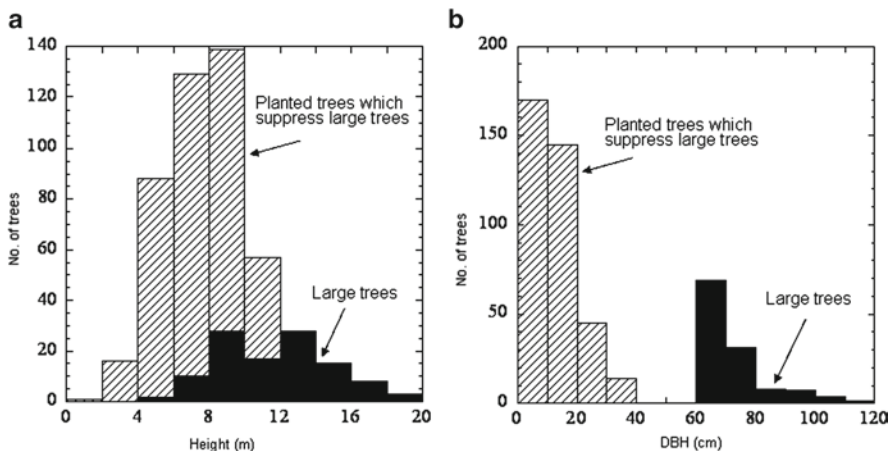 a
140
120
100
80
60
40
20
0
No. of trees
Planted trees which
suppress large trees
Large trees
0
4
8
12
16
20
Height (m)
b
200
150
100
50
0
No. of trees
Planted trees which
suppress large trees
Large trees
0
20
40
60
80
100
120
DBH (cm)